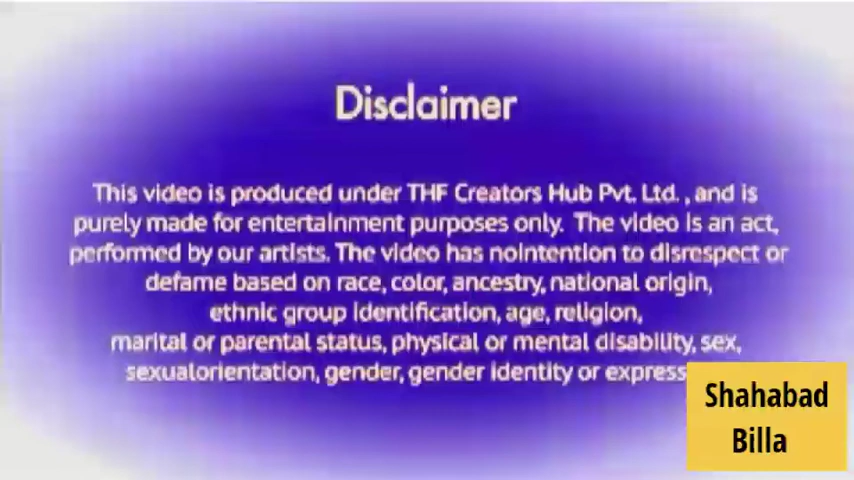 Disclaimer
This video is produced under THF Creators Hub Pvt. Ltd. , and is
purely made for entertainment purposes only. The video is an act,
performed by our artists. The video has nointention to disrespect or
defame based on race, color, ancestry, national origin,
ethnic group identification, age, religion,
marital or parental status, physical or mental disability, sex,
sexualorientation, gender, gender identity or express
Shahabad
Billa